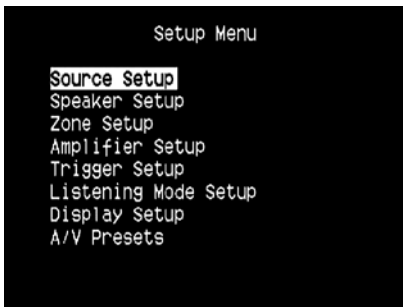 Setup Menu
Source Setup
Speaker Setup
Zone Setup
Amplifier Setup
Trigger Setup
Listening Mode Setup
Display Setup
A/V Presets